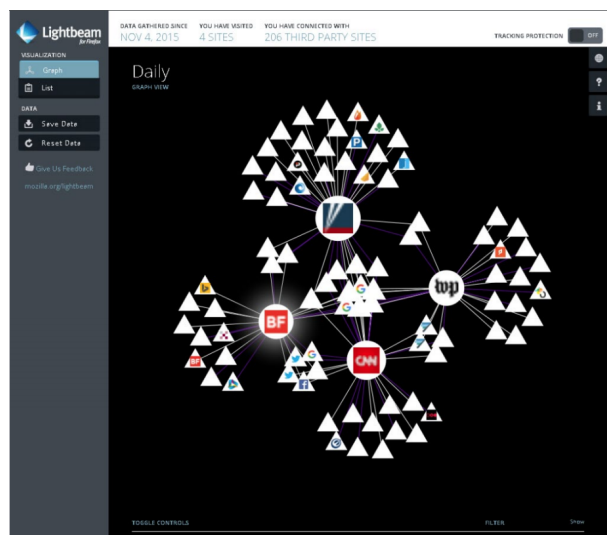 Lightbeam
for Firefox
DATA GATHERED SINCE
NOV 4, 2015
YOU HAVE VISITED
4 SITES
YOU HAVE CONNECTED WITH
206 THIRD PARTY SITES
TRACKING PROTECTION
OFF
VISUALIZATION
Graph
List
DATA
Save Data
Reset Data
Give Us Feedback
mozilla.org/lightbeam
Daily
GRAPH VIEW
?
i
wp
BF
CNN
P
G
G
G
BF
f
TOGGLE CONTROLS
FILTER
Show